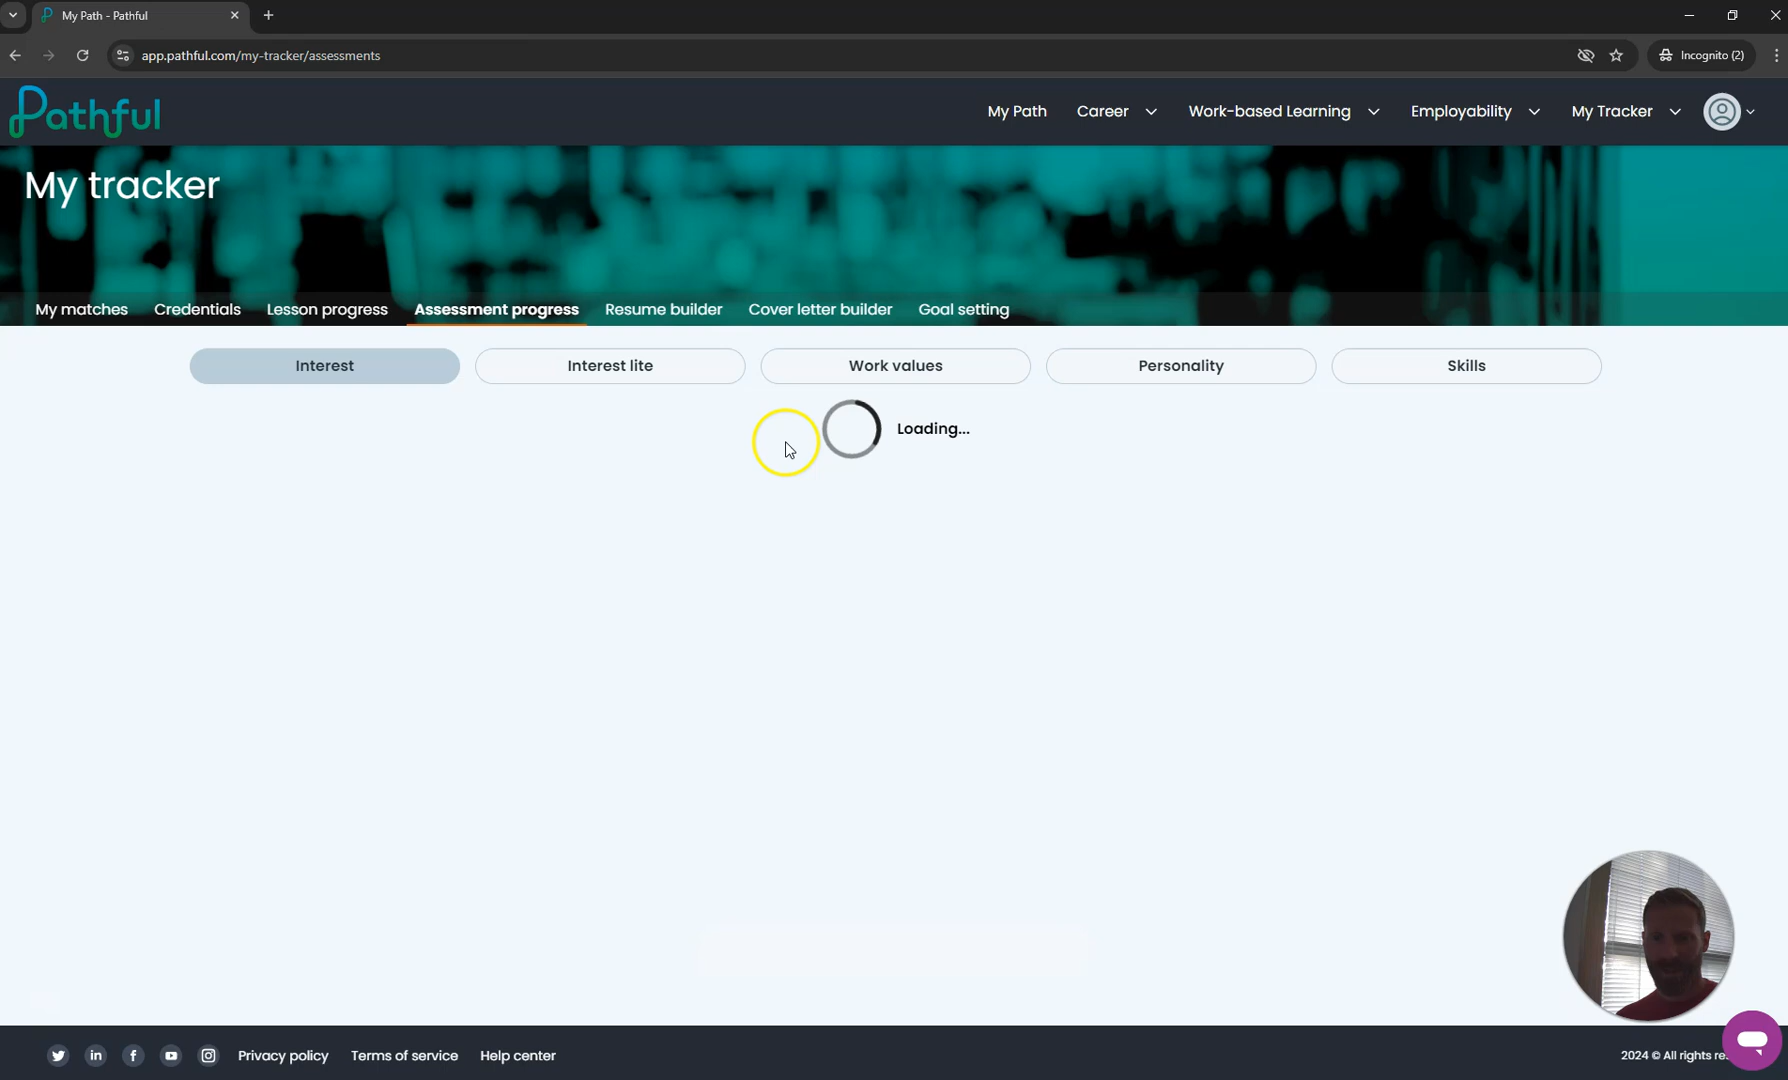 My Path - Pathful
app.pathful.com/my-tracker/assessments
Incognito (2)
Pathful
My Path
Career
Work-based Learning
Employability
My Tracker
My tracker
My matches
Credentials
Lesson progress
Assessment progress
Resume builder
Cover letter builder
Goal setting
Interest
Interest lite
Work values
Personality
Skills
Loading...
Privacy policy
Terms of service
Help center
2024 © All rights